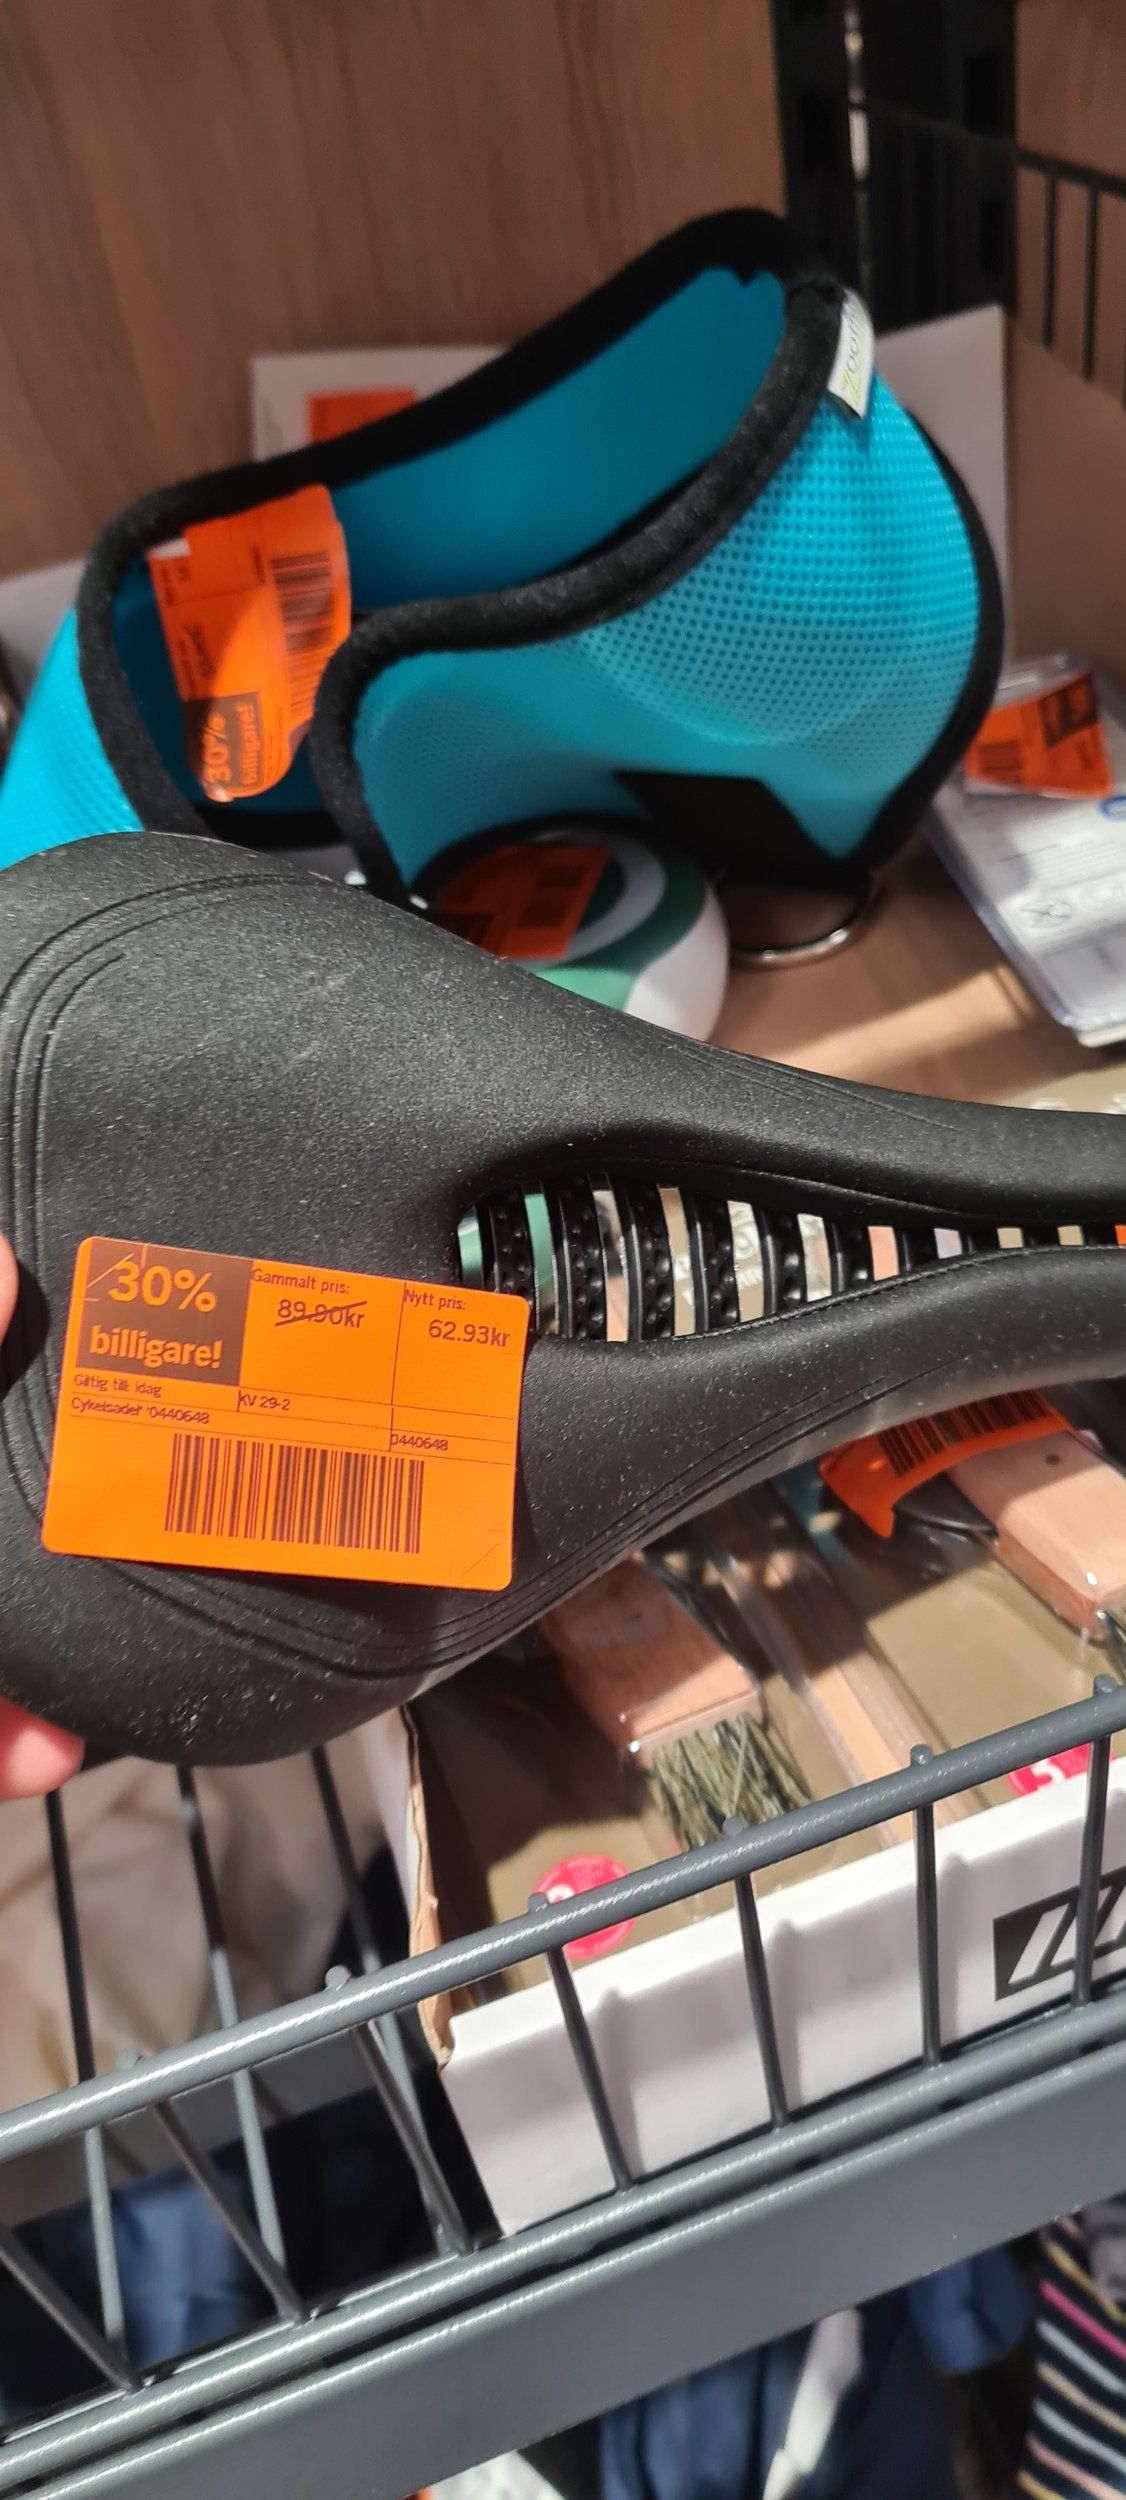 30%
billigare!
30%
billigare!
Gammalt pris:
89.90kr
Nytt pris:
62.93kr
Giltig till: idag
KV 29-2
Cykelsadel 0440648
0440648